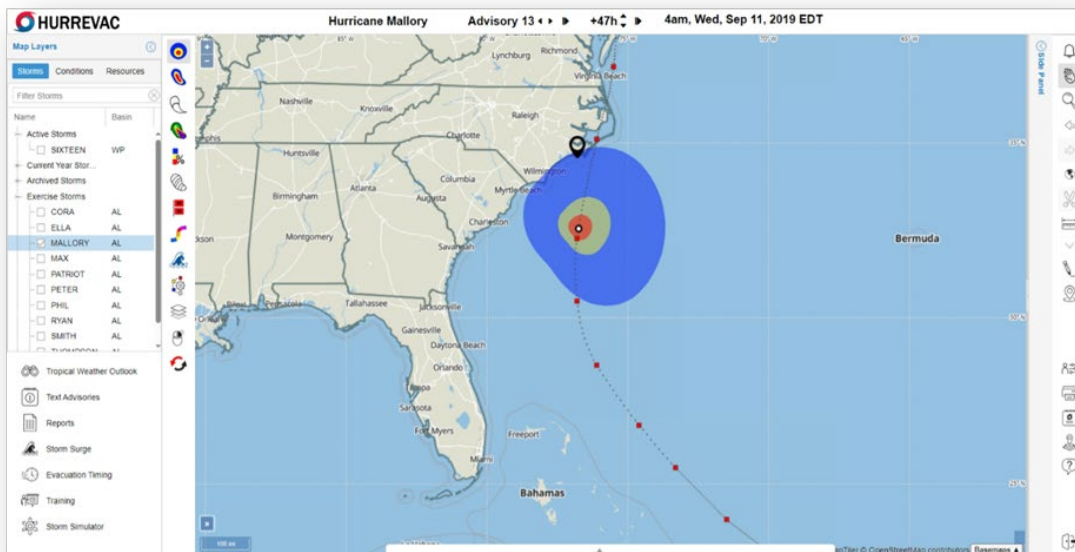 HURREVAC
Hurricane Mallory Advisory 13 +47h 4am, Wed, Sep 11, 2019 EDT
Map Layers
Storms Conditions Resources
Filter Storms
Name Basin
Active Storms
SIXTEEN WP
Current Year Stor...
Archived Storms
Exercise Storms
CORA AL
ELLA AL
MALLORY AL
MAX AL
PATRIOT AL
PETER AL
PHIL AL
RYAN AL
SMITH AL
Tropical Weather Outlook
Text Advisories
Reports
Storm Surge
Evacuation Timing
Training
Storm Simulator
Lynchburg Richmond
Virginia Beach
Nashville
Knoxville
Raleigh
Charlotte
Huntsville
Wilmington
Columbia
Myrtle Beach
Atlanta
Augusta
Birmingham
Charleston
Montgomery
Savannah
Bermuda
Tallahassee
Jacksonville
Gainesville
Daytona Beach
Orlando
Tampa
Sarasota
Fort Myers
Freeport
Miami
Bahamas
100 mi
© OpenStreetMap contributors Basemaps
Side Panel